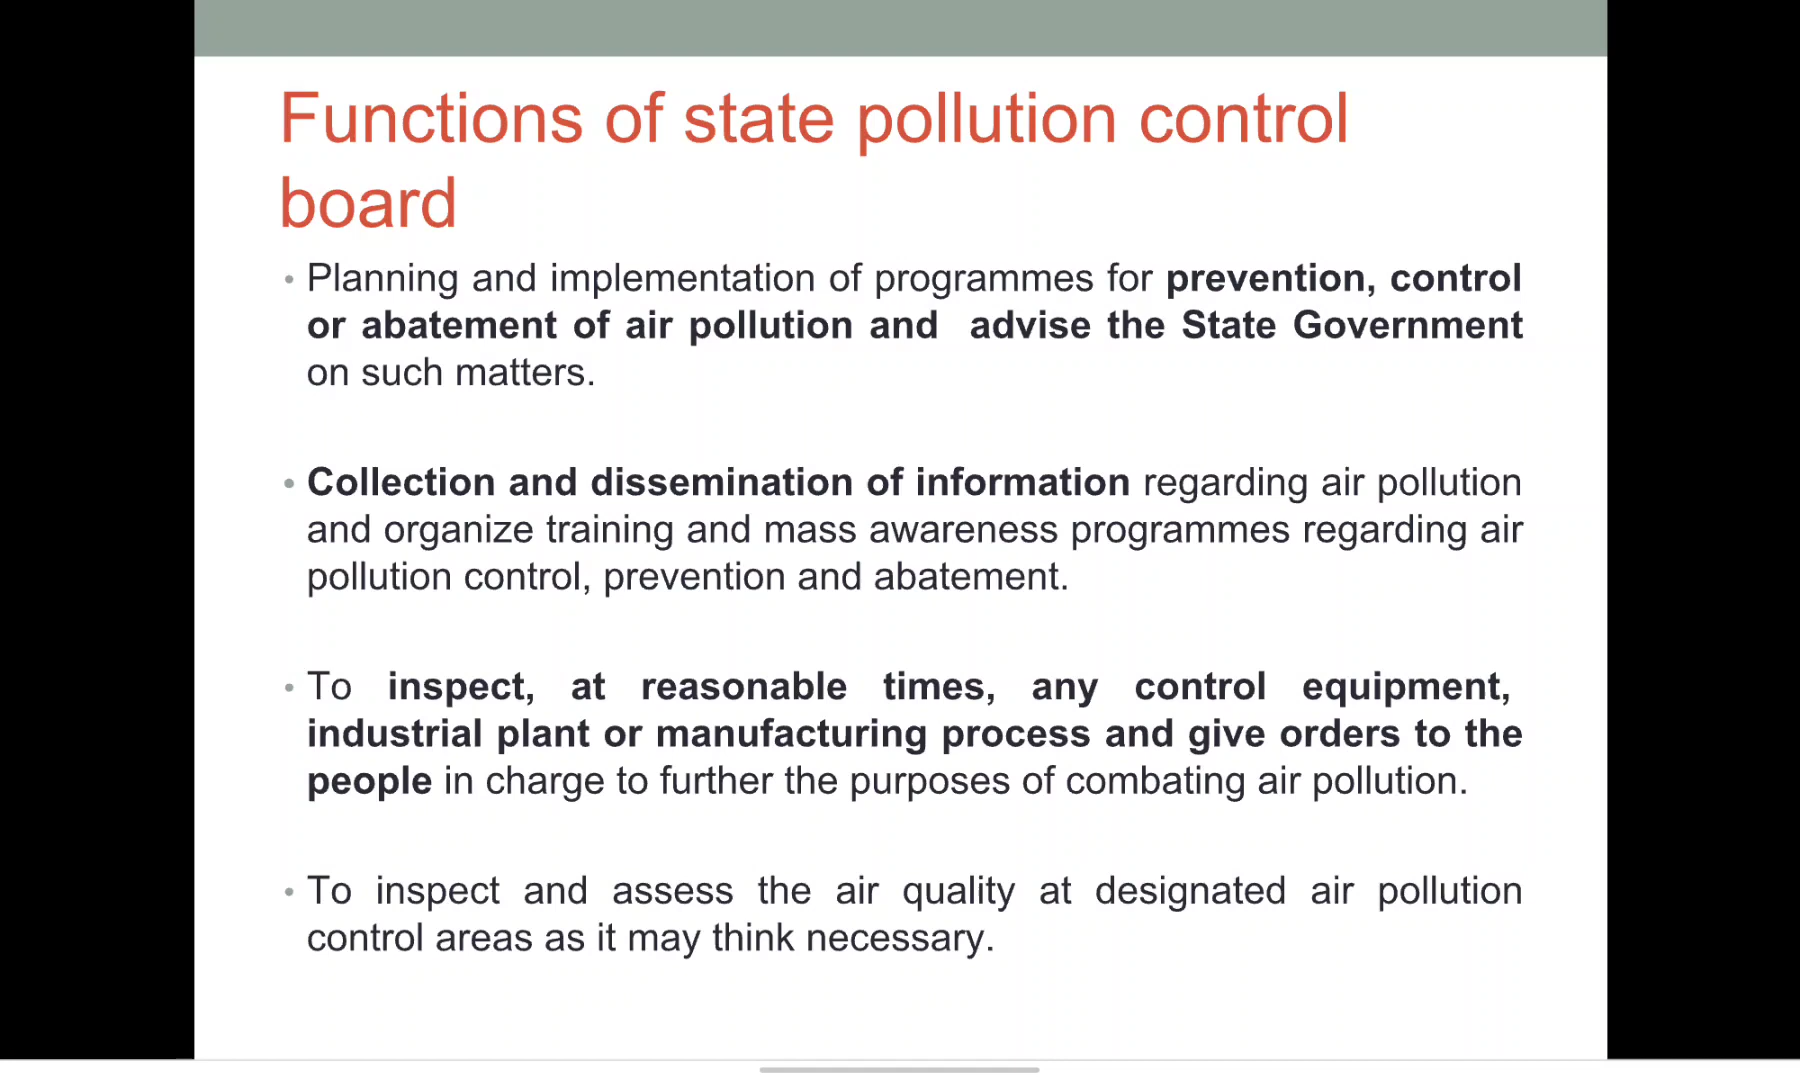 Functions of state pollution control
board
• Planning and implementation of programmes for prevention, control
or abatement of air pollution and advise the State Government
on such matters.
• Collection and dissemination of information regarding air pollution
and organize training and mass awareness programmes regarding air
pollution control, prevention and abatement.
• To inspect, at reasonable times, any control equipment,
industrial plant or manufacturing process and give orders to the
people in charge to further the purposes of combating air pollution.
• To inspect and assess the air quality at designated air pollution
control areas as it may think necessary.